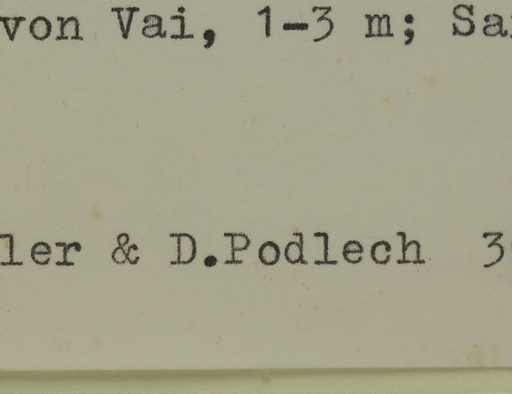 von Vai, 1-3 m; Sa
ler & D.Podlech 3